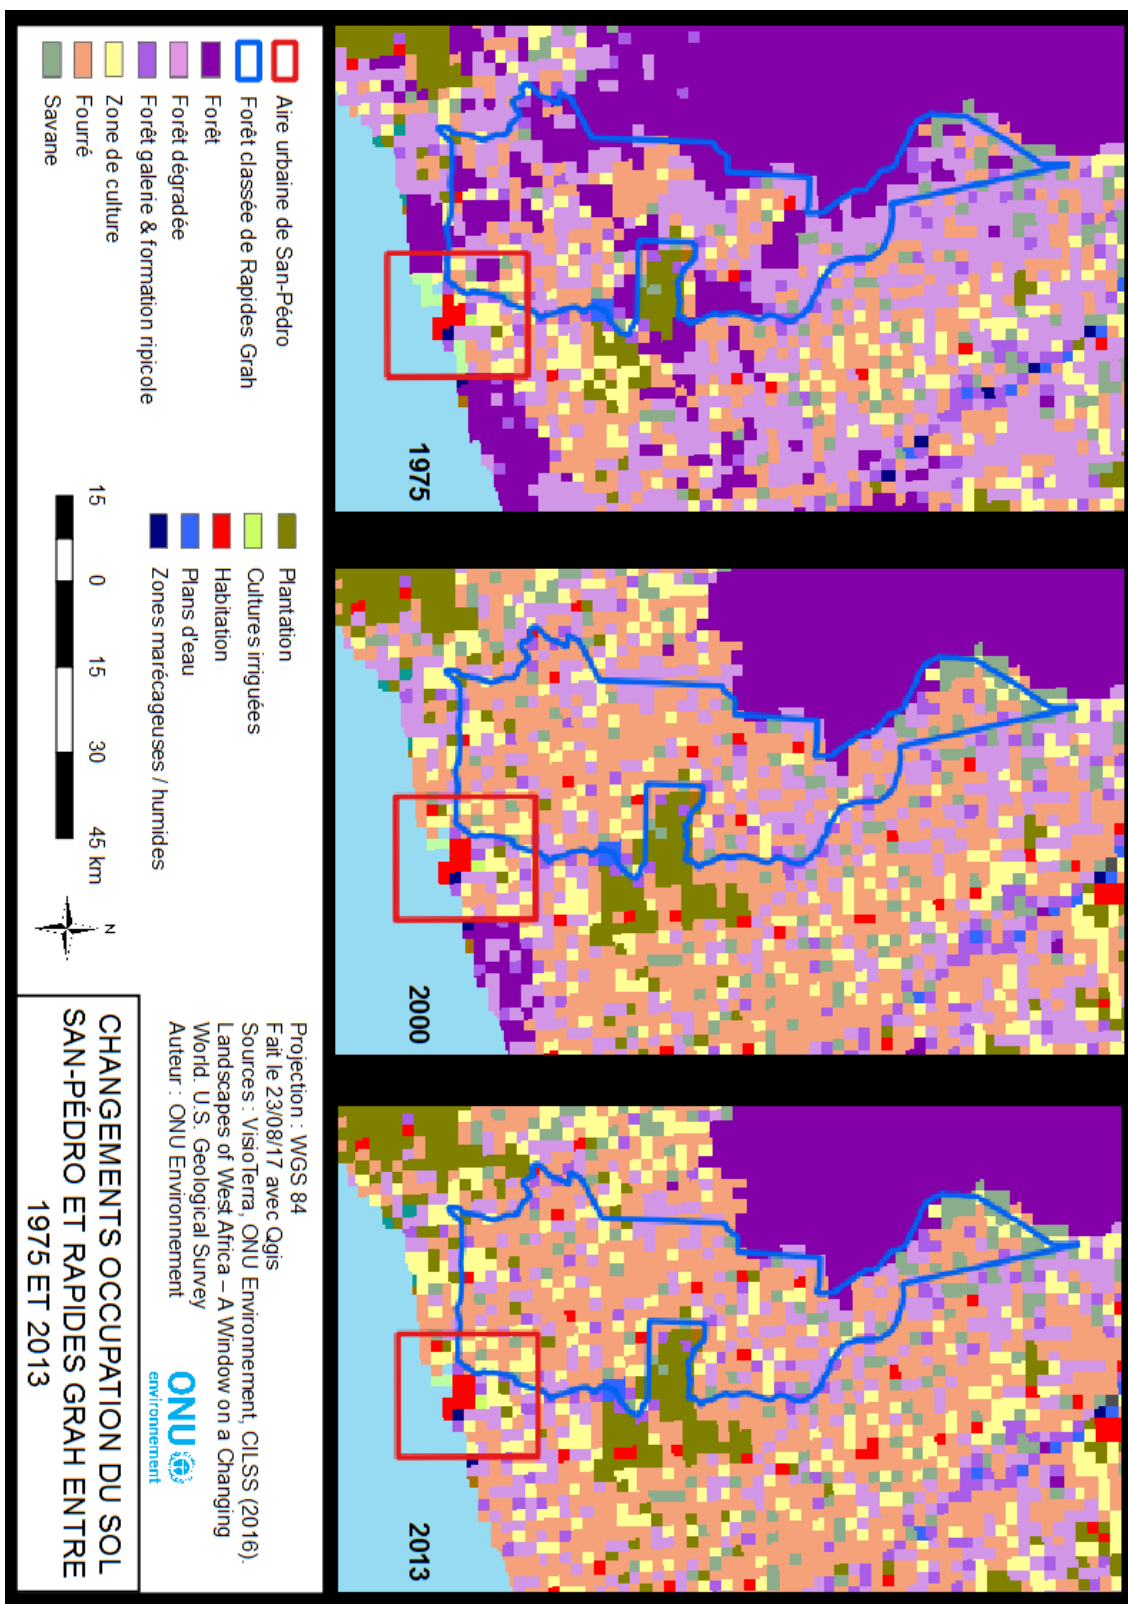 1975
2000
2013
Aire urbaine de San-Pédro
Forêt classée de Rapides Grah
Forêt
Forêt dégradée
Forêt galerie & formation ripicole
Zone de culture
Fourré
Savane
Plantation
Cultures irriguées
Habitation
Plans d'eau
Zones marécageuses / humides
15 0 15 30 45 km
N
Projection : WGS 84
Fait le 23/08/17 avec Qgis
Sources : VisioTerra, ONU Environnement, CILSS (2016).
Landscapes of West Africa – A Window on a Changing
World. U.S. Geological Survey
Auteur : ONU Environnement
ONU
environnement
CHANGEMENTS OCCUPATION DU SOL
SAN-PÉDRO ET RAPIDES GRAH ENTRE
1975 ET 2013